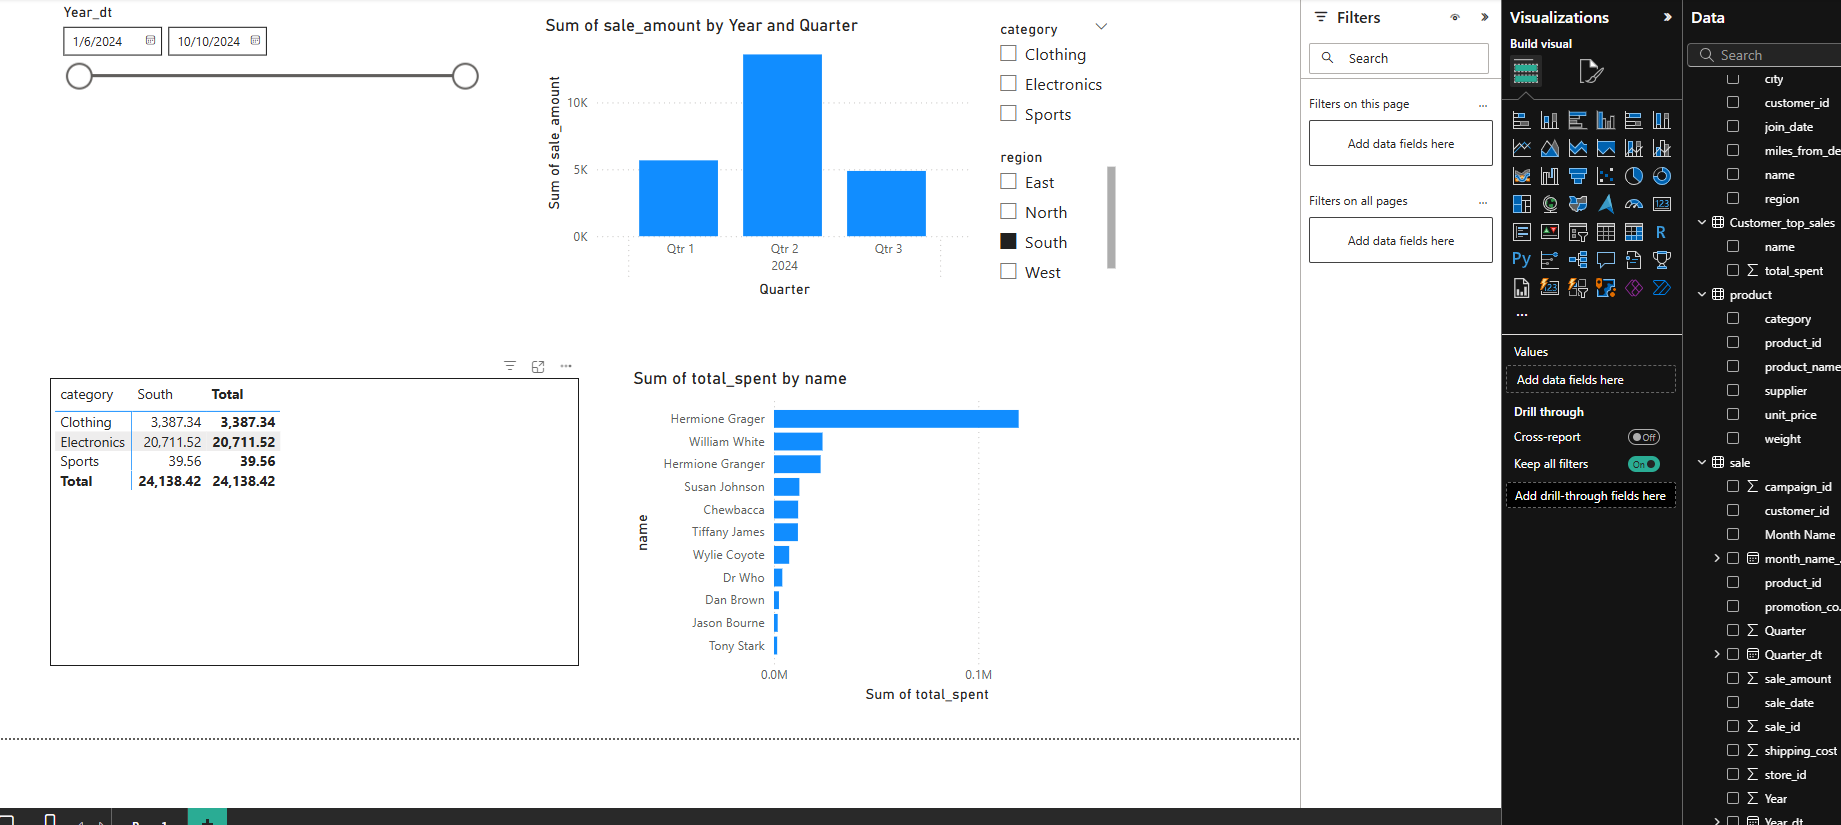 Year_dt
1/6/2024
10/10/2024
Sum of sale_amount by Year and Quarter
Sum of sale_amount
10K
5K
0K
Qtr 1
Qtr 2
Qtr 3
2024
Quarter
category
Clothing
Electronics
Sports
region
East
North
South
West
category South Total
Clothing 3,387.34 3,387.34
Electronics 20,711.52 20,711.52
Sports 39.56 39.56
Total 24,138.42 24,138.42
Sum of total_spent by name
name
Hermione Grager
William White
Hermione Granger
Susan Johnson
Chewbacca
Tiffany James
Wylie Coyote
Dr Who
Dan Brown
Jason Bourne
Tony Stark
0.0M
0.1M
Sum of total_spent
Filters
Search
Filters on this page
...
Add data fields here
Filters on all pages
...
Add data fields here
Visualizations
Build visual
123
R
Py
123
...
Values
Add data fields here
Drill through
Cross-report
Off
Keep all filters
On
Add drill-through fields here
Data
Search
city
customer_id
join_date
miles_from_de
name
region
Customer_top_sales
name
total_spent
product
category
product_id
product_name
supplier
unit_price
weight
sale
campaign_id
customer_id
Month Name
month_name_.
product_id
promotion_co.
Quarter
Quarter_dt
sale_amount
sale_date
sale_id
shipping_cost
store_id
Year
Year_dt